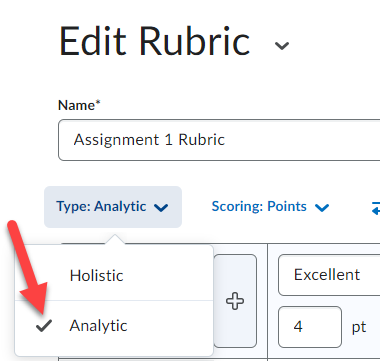 Edit Rubric
Name*
Assignment 1 Rubric
Type: Analytic Scoring: Points
Holistic
Excellent
Analytic
4 pt